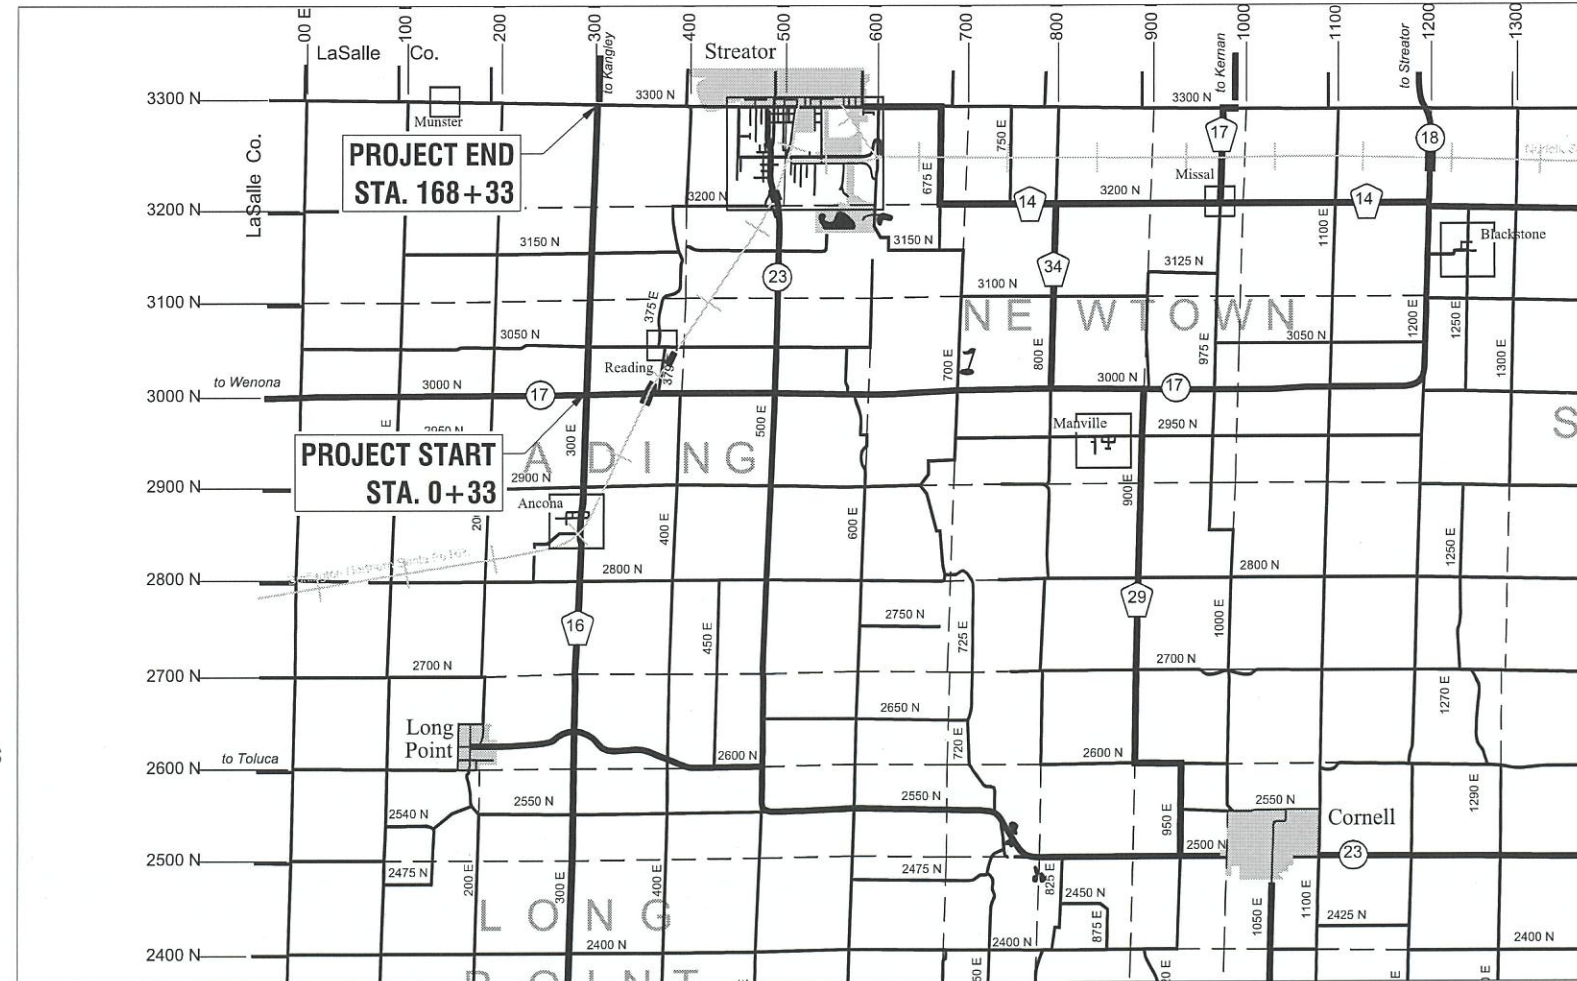 00 E
100
200
300
400
500
600
700
800
900
1000
1100
1200
1300
LaSalle Co.
to Kangley
Streator
to Kernan
to Streator
3300 N
3300 N
3300 N
Munster
LaSalle Co.
PROJECT END
STA. 168+33
750 E
17
18
675 E
Missal
3200 N
3200 N
3200 N
14
14
1100 E
Blackstone
3150 N
3150 N
3125 N
23
34
3100 N
3100 N
375 E
NEWTOWN
1200 E
1250 E
3050 N
3050 N
975 E
800 E
700 E
1300 E
Reading
to Wenona
3000 N
3000 N
17
3000 N
17
500 E
300 E
Manville
2950 N
PROJECT START
STA. 0+33
ADING
S
2900 N
2900 N
900 E
Ancona
400 E
600 E
1250 E
2800 N
2800 N
2800 N
16
29
2750 N
1000 E
450 E
725 E
2700 N
2700 N
2700 N
1270 E
2650 N
Long
Point
720 E
to Toluca
2600 N
2600 N
2600 N
2550 N
2550 N
2550 N
1290 E
2540 N
950 E
Cornell
2500 N
2500 N
23
2475 N
2475 N
200 E
300 E
400 E
825 E
2450 N
875 E
1050 E
1100 E
2425 N
LONG
2400 N
2400 N
2400 N
2400 N
POINT